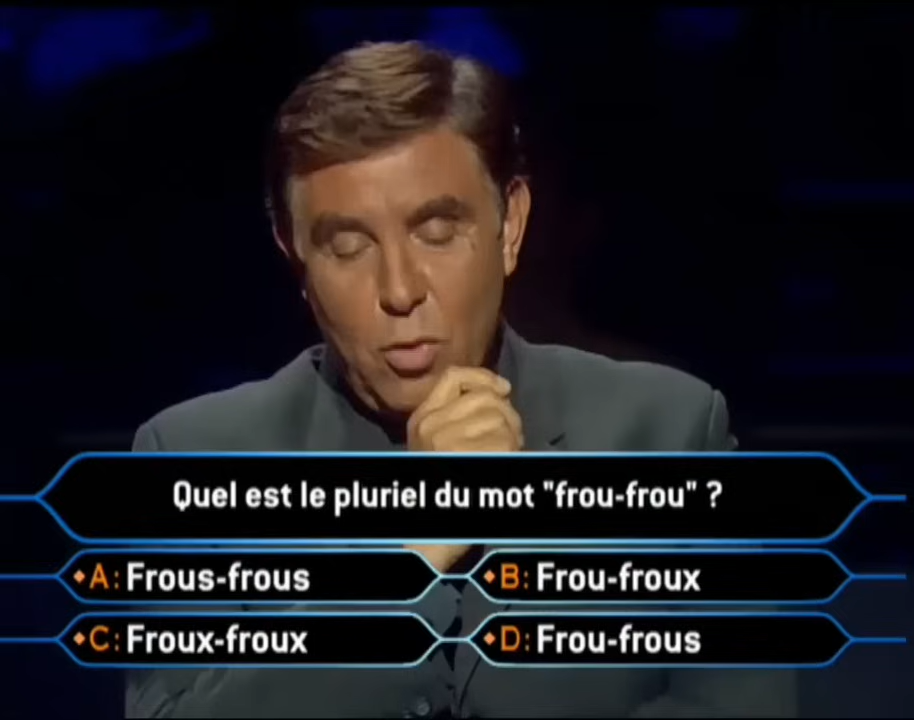 Quel est le pluriel du mot "frou-frou" ?
A: Frous-frous
B: Frou-froux
C: Froux-froux
D: Frou-frous